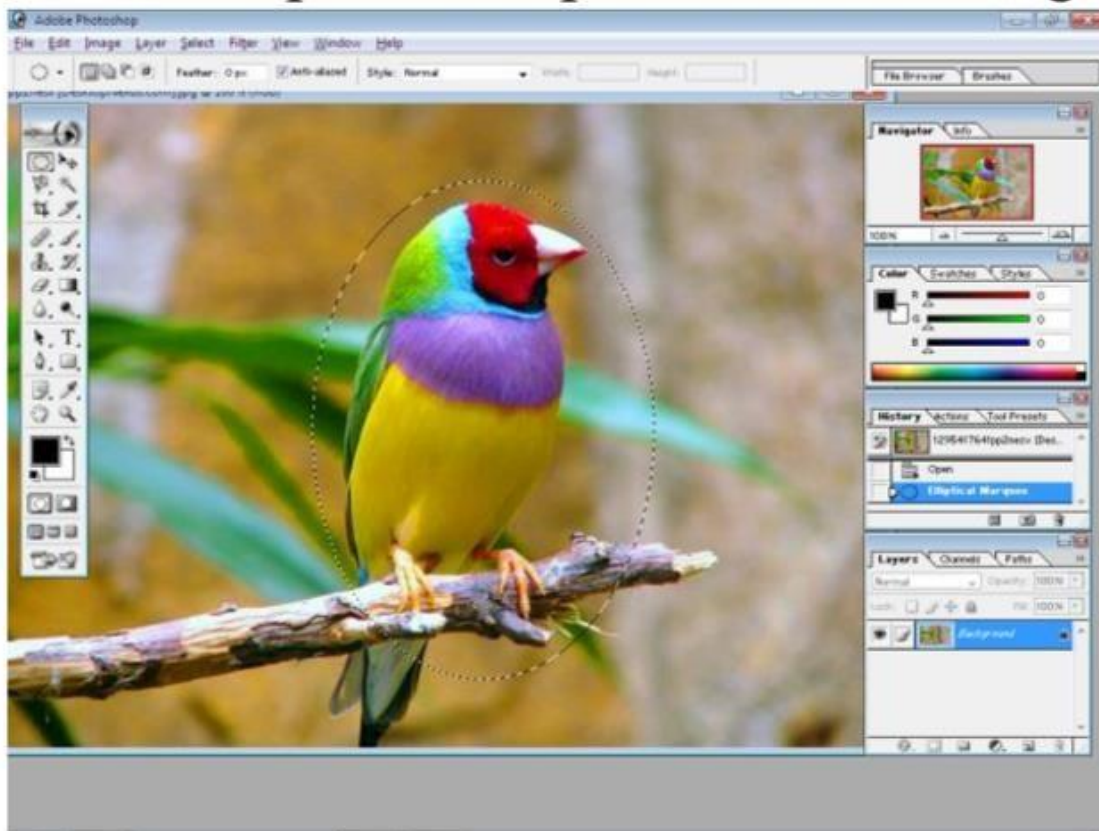 Adobe Photoshop
File Edit Image Layer Select Filter View Window Help
Feather: 0 px Anti-aliased Style: Normal Width: Height:
File Browser Brushes
Navigator Info
100%
Color Swatches Styles
R 0
G 0
B 0
History Actions Tool Presets
(Des...
Open
Elliptical Marquee
Layers Channels Paths
Normal Opacity: 100%
Lock: Fill: 100%
Background
T